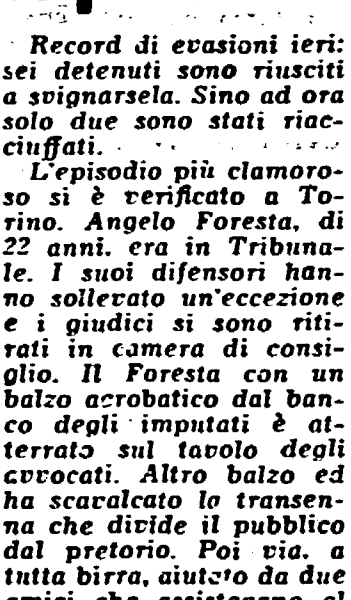 Record di evasioni ieri:
sei detenuti sono riusciti
a svignarsela. Sino ad ora
solo due sono stati riac-
ciuffati.
L'episodio più clamoro-
so si è verificato a To-
rino. Angelo Foresta, di
22 anni, era in Tribuna-
le. I suoi difensori han-
no sollevato un'eccezione
e i giudici si sono riti-
rati in camera di consi-
glio. Il Foresta con un
balzo acrobatico dal ban-
co degli imputati è at-
terrato sul tavolo degli
avvocati. Altro balzo ed
ha scavalcato la transen-
na che divide il pubblico
dal pretorio. Poi via, a
tutta birra, aiutato da due
amici che assistevano al